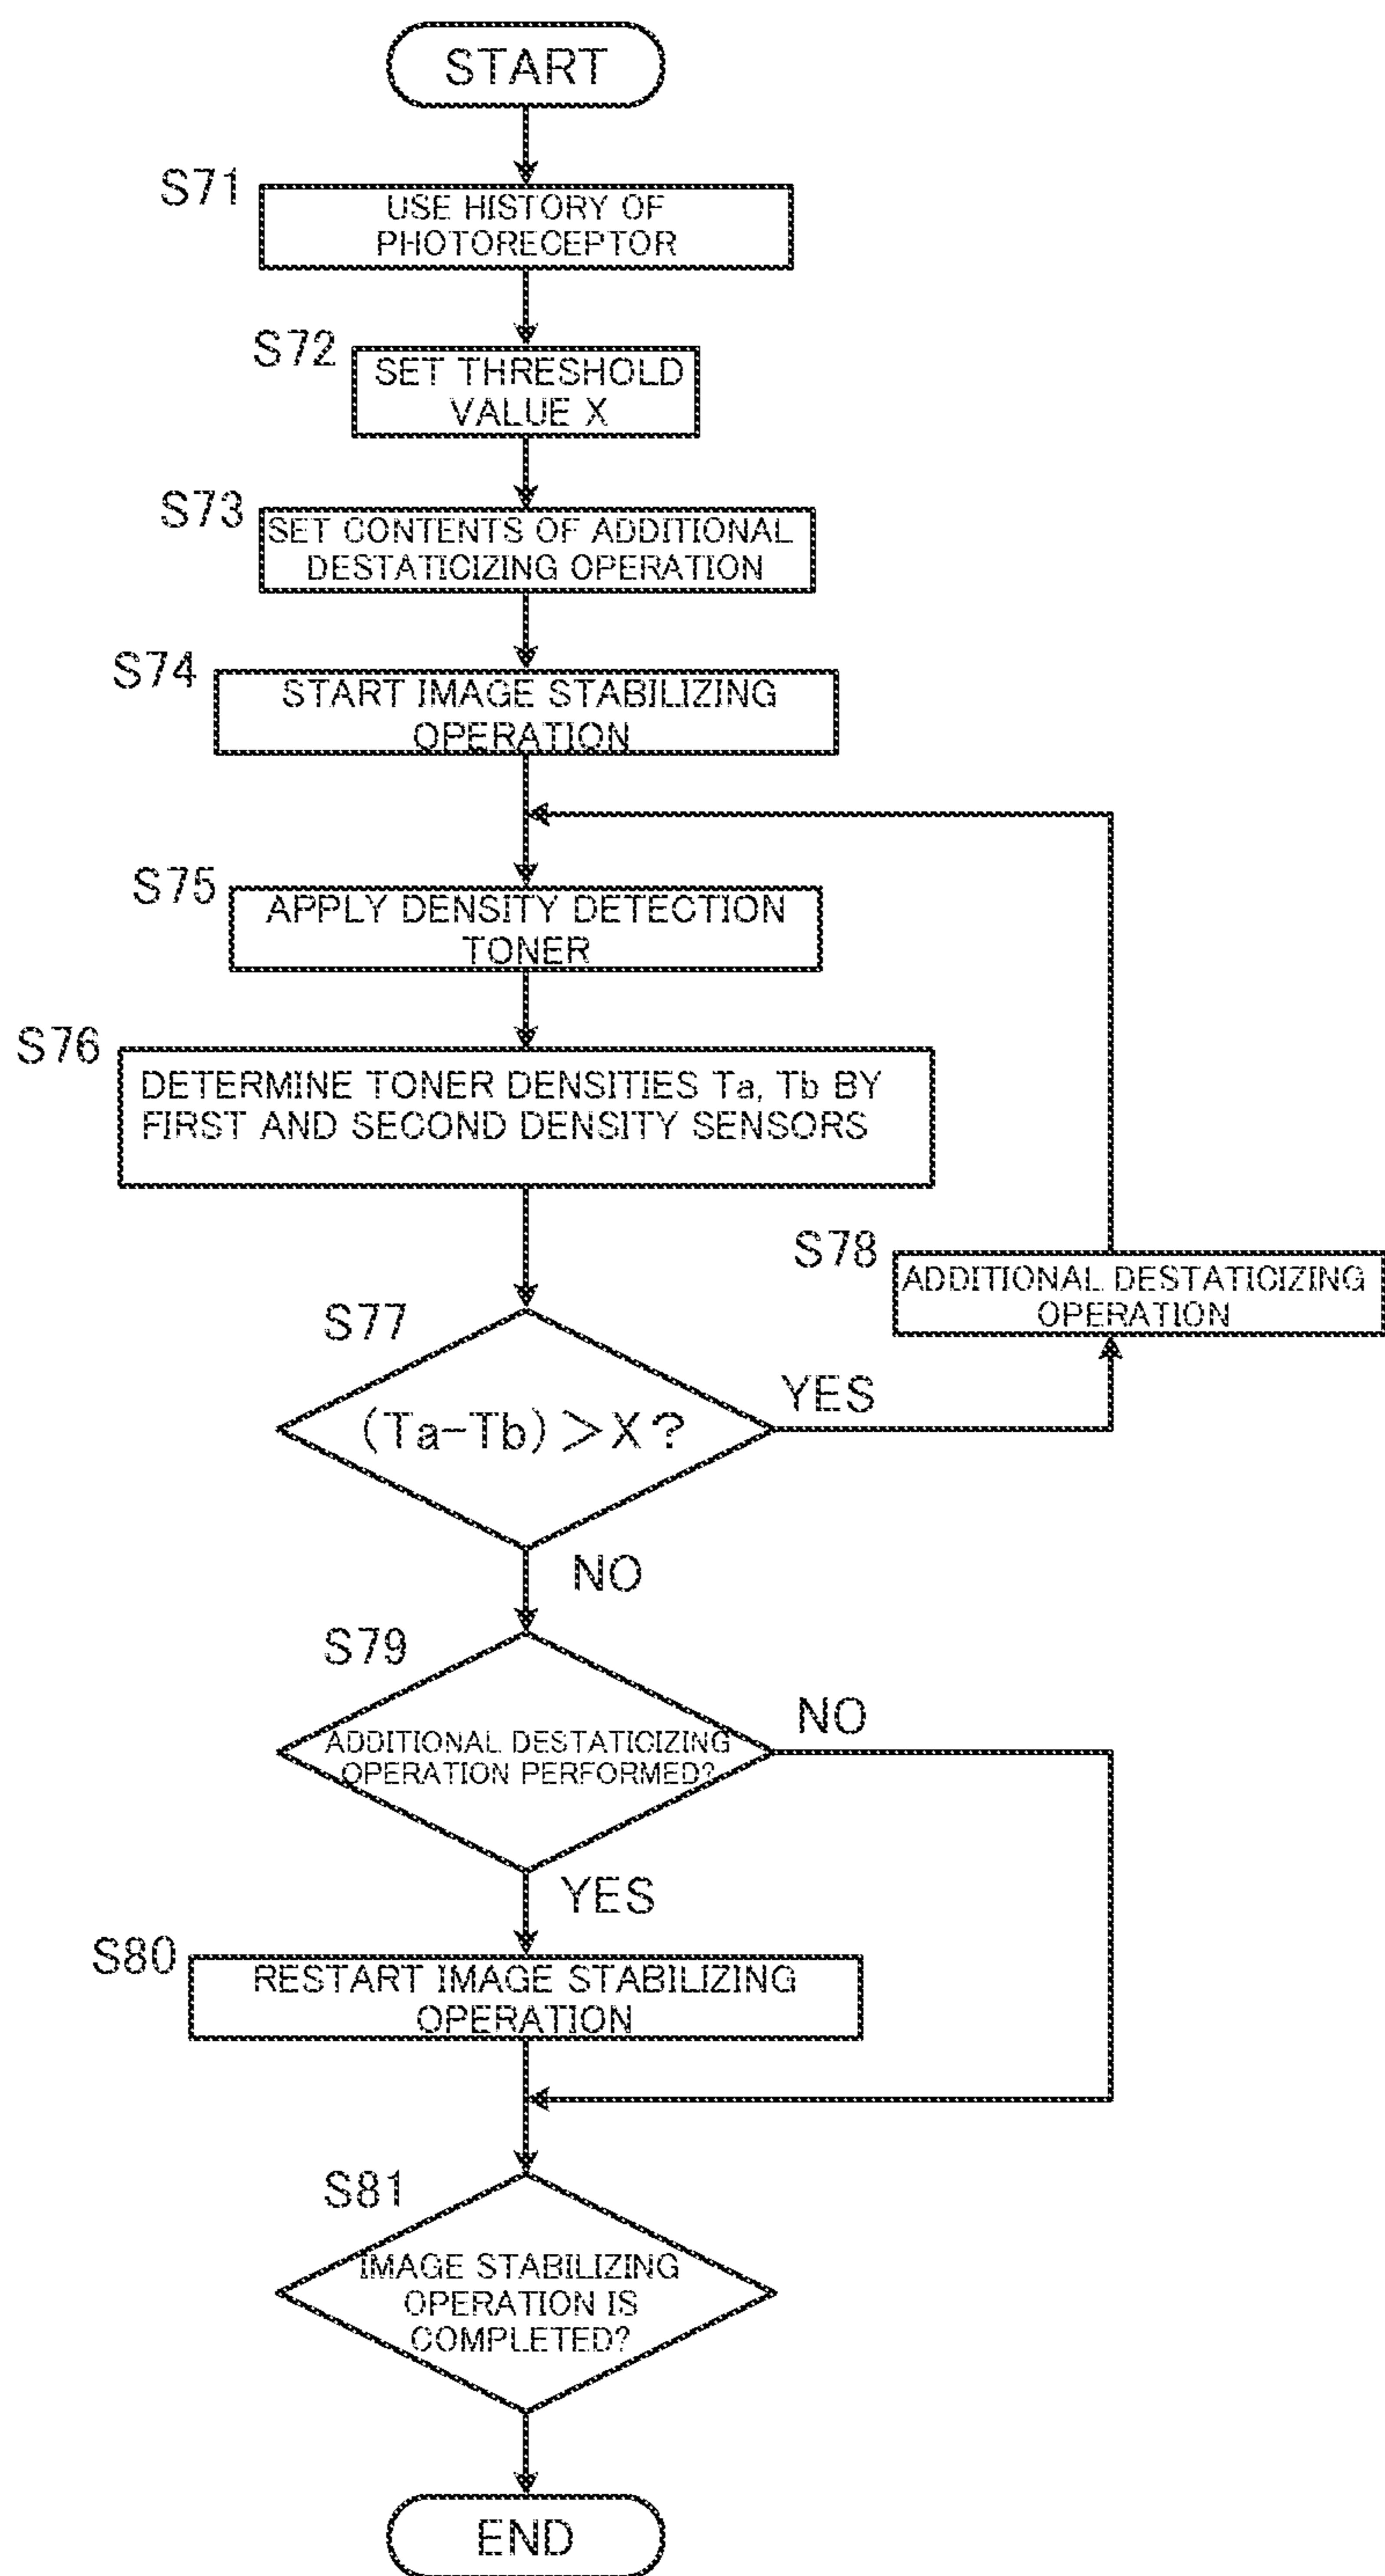 START
S71
USE HISTORY OF
PHOTORECEPTOR
S72
SET THRESHOLD
VALUE X
S73
SET CONTENTS OF ADDITIONAL
DESTATICIZING OPERATION
S74
START IMAGE STABILIZING
OPERATION
S75
APPLY DENSITY DETECTION
TONER
S76
DETERMINE TONER DENSITIES Ta, Tb BY
FIRST AND SECOND DENSITY SENSORS
S78
ADDITIONAL DESTATICIZING
OPERATION
S77
(Ta-Tb)>X?
YES
NO
S79
ADDITIONAL DESTATICIZING
OPERATION PERFORMED?
NO
YES
S80
RESTART IMAGE STABILIZING
OPERATION
S81
IMAGE STABILIZING
OPERATION IS
COMPLETED?
END